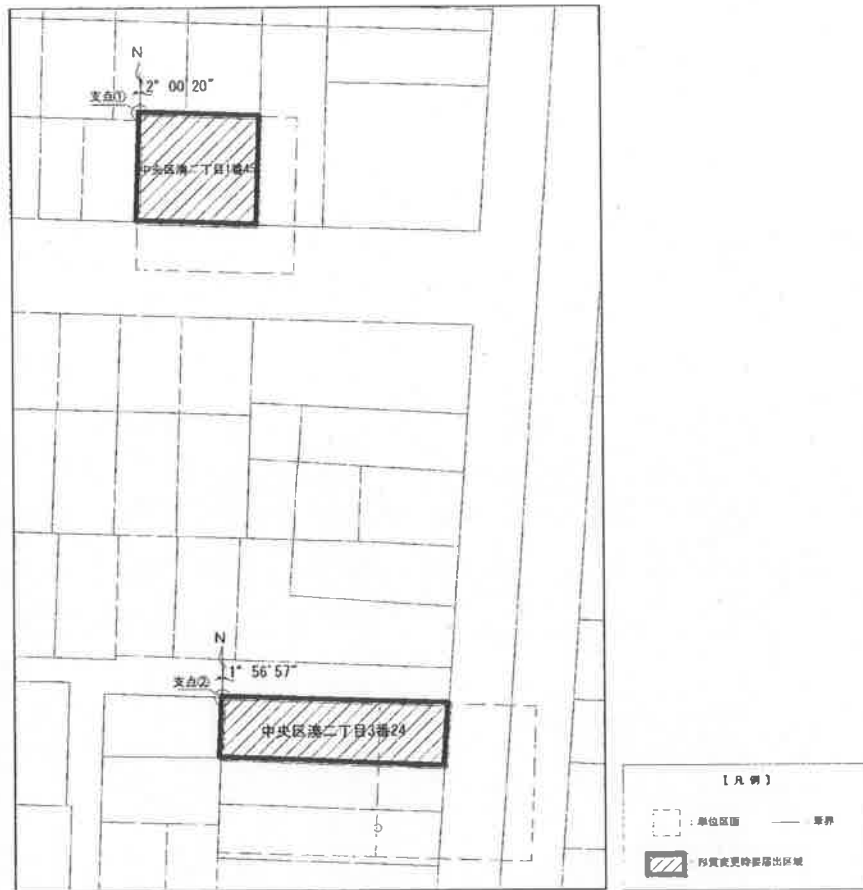 N
2° 00' 20"
支点①
中央区湊二丁目1番45
N
1° 56' 57"
支点②
中央区湊二丁目3番24
【凡例】
:単位区画
:筆界
:形質変更時要届出区域